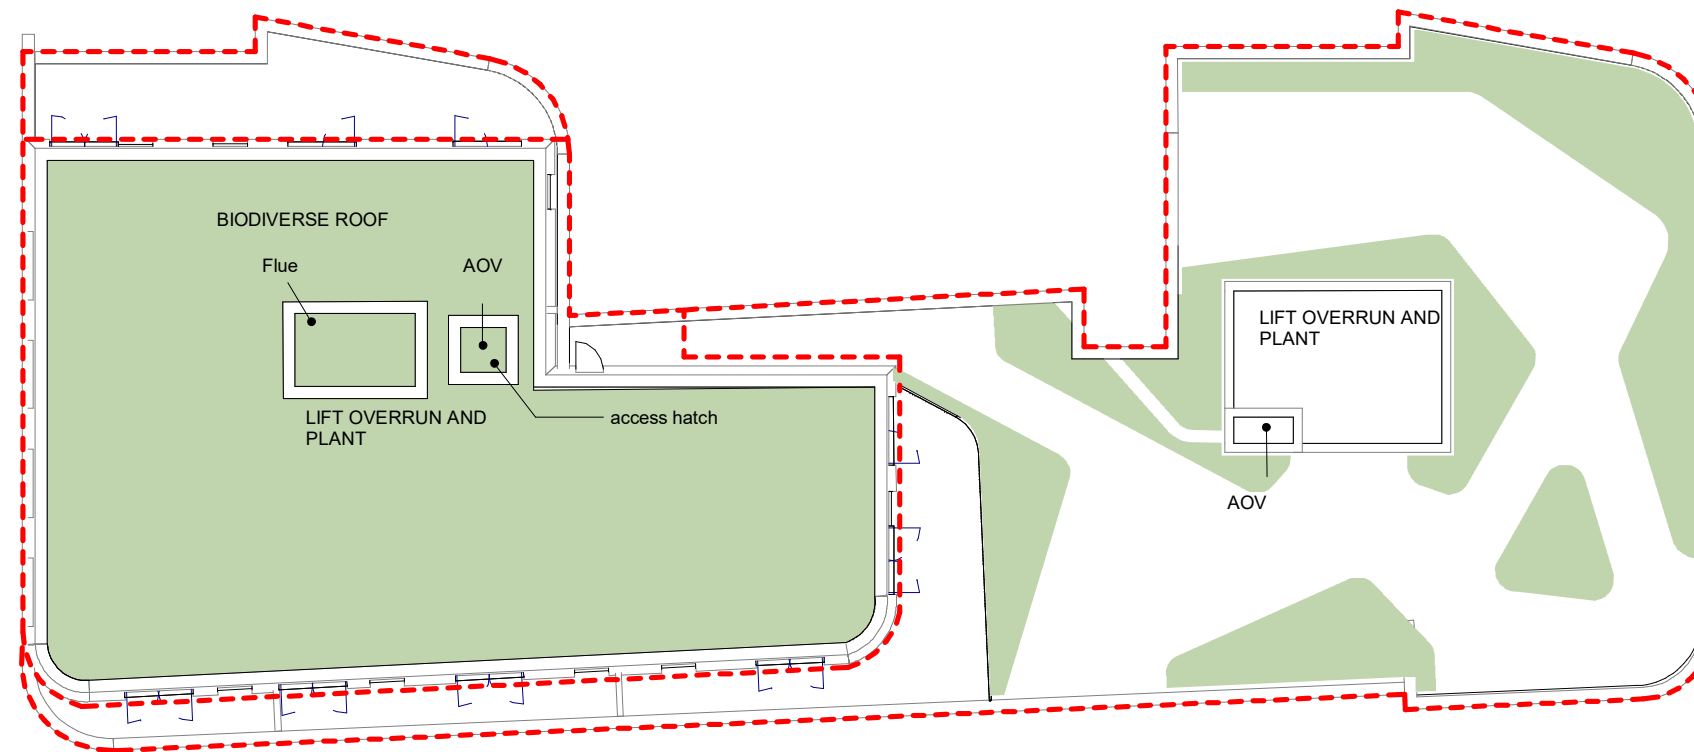 BIODIVERSE ROOF
Flue
AOV
LIFT OVERRUN AND
PLANT
access hatch
LIFT OVERRUN AND
PLANT
AOV